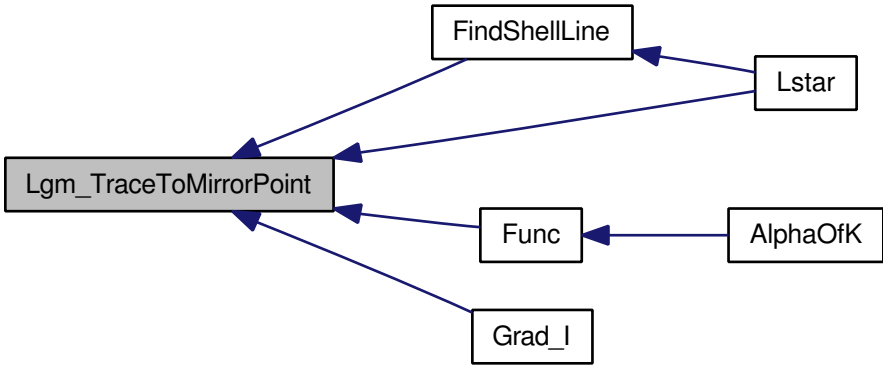 FindShellLine
Lstar
Lgm_TraceToMirrorPoint
Func
AlphaOfK
Grad_I